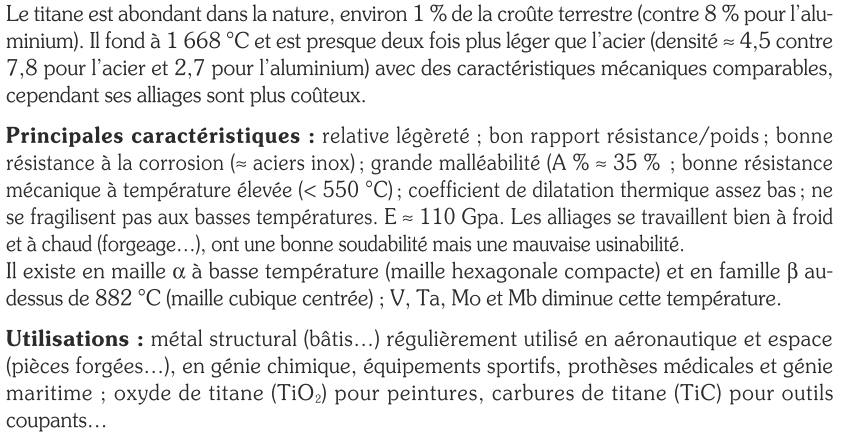 Le titane est abondant dans la nature, environ 1 % de la croûte terrestre (contre 8 % pour l'alu-
minium). Il fond à 1 668 °C et est presque deux fois plus léger que l'acier (densité ≈ 4,5 contre
7,8 pour l'acier et 2,7 pour l'aluminium) avec des caractéristiques mécaniques comparables,
cependant ses alliages sont plus coûteux.
Principales caractéristiques : relative légèreté ; bon rapport résistance/poids ; bonne
résistance à la corrosion (≈ aciers inox) ; grande malléabilité (A % ≈ 35 % ; bonne résistance
mécanique à température élevée (< 550 °C) ; coefficient de dilatation thermique assez bas ; ne
se fragilisent pas aux basses températures. E ≈ 110 Gpa. Les alliages se travaillent bien à froid
et à chaud (forgeage…), ont une bonne soudabilité mais une mauvaise usinabilité.
Il existe en maille α à basse température (maille hexagonale compacte) et en famille β au-
dessus de 882 °C (maille cubique centrée) ; V, Ta, Mo et Mb diminue cette température.
Utilisations : métal structural (bâtis…) régulièrement utilisé en aéronautique et espace
(pièces forgées…), en génie chimique, équipements sportifs, prothèses médicales et génie
maritime ; oxyde de titane (TiO₂) pour peintures, carbures de titane (TiC) pour outils
coupants…